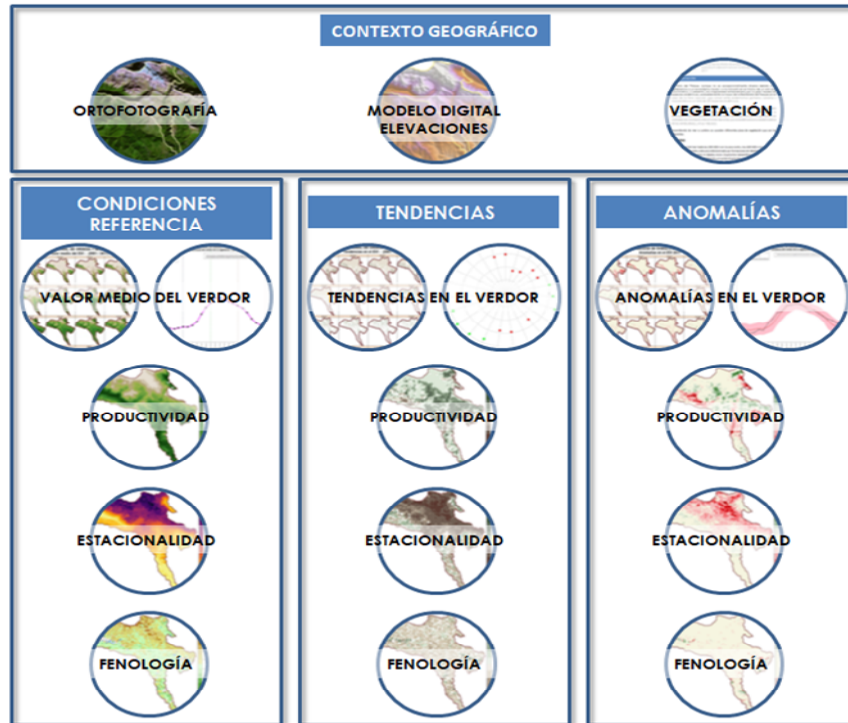 CONTEXTO GEOGRÁFICO
ORTOFOTOGRAFÍA
MODELO DIGITAL
ELEVACIONES
VEGETACIÓN
CONDICIONES
REFERENCIA
VALOR MEDIO DEL VERDOR
PRODUCTIVIDAD
ESTACIONALIDAD
FENOLOGÍA
TENDENCIAS
TENDENCIAS EN EL VERDOR
PRODUCTIVIDAD
ESTACIONALIDAD
FENOLOGÍA
ANOMALÍAS
ANOMALÍAS EN EL VERDOR
PRODUCTIVIDAD
ESTACIONALIDAD
FENOLOGÍA